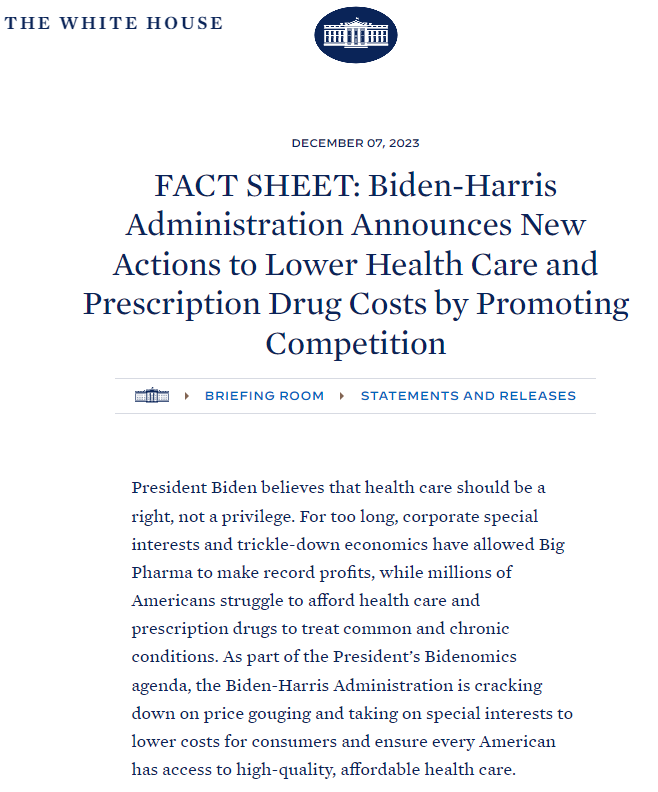 THE WHITE HOUSE
DECEMBER 07, 2023
FACT SHEET: Biden-Harris
Administration Announces New
Actions to Lower Health Care and
Prescription Drug Costs by Promoting
Competition
BRIEFING ROOM
STATEMENTS AND RELEASES
President Biden believes that health care should be a
right, not a privilege. For too long, corporate special
interests and trickle-down economics have allowed Big
Pharma to make record profits, while millions of
Americans struggle to afford health care and
prescription drugs to treat common and chronic
conditions. As part of the President’s Bidenomics
agenda, the Biden-Harris Administration is cracking
down on price gouging and taking on special interests to
lower costs for consumers and ensure every American
has access to high-quality, affordable health care.